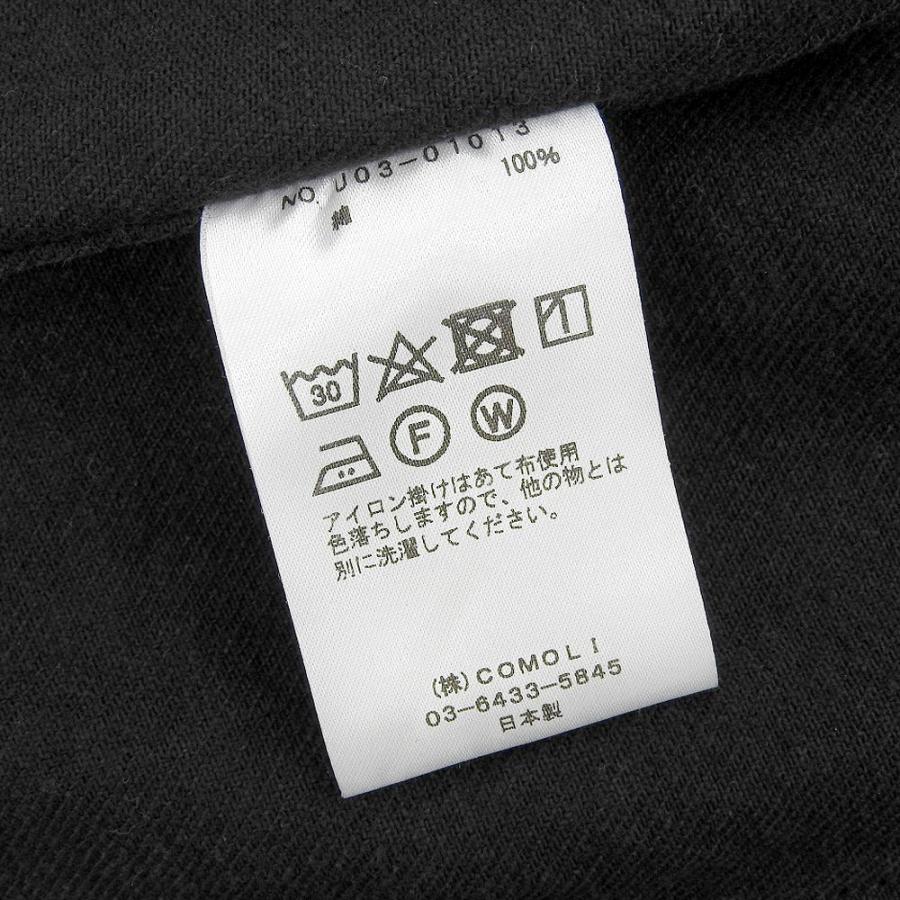 NO. U03-01013
綿 100%
30
F W
アイロン掛けはあて布使用
色落ちしますので、他の物とは
別に洗濯してください。
(株)COMOLI
03-6433-5845
日本製